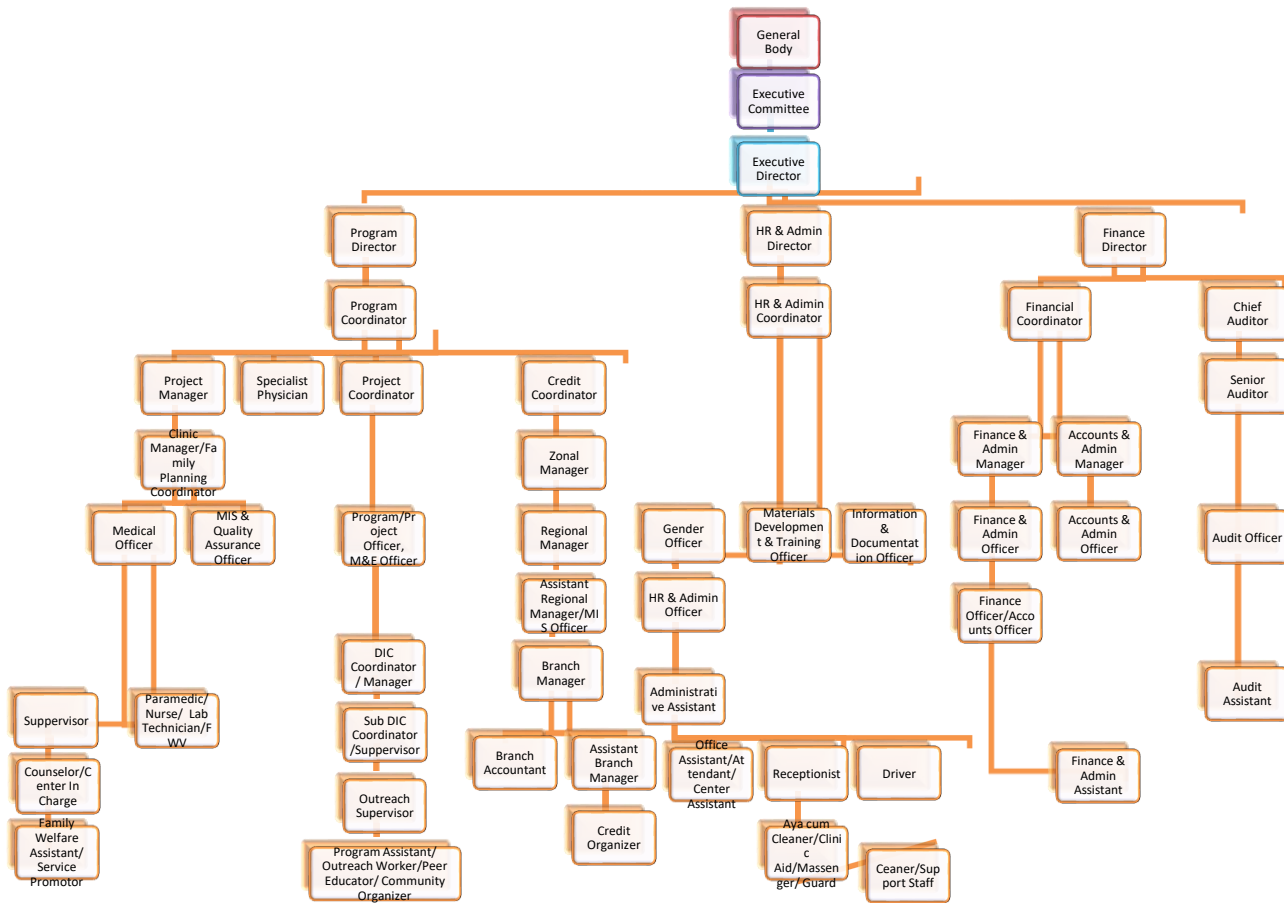 General
Body
Executive
Committee
Executive
Director
Program
Director
HR & Admin
Director
Finance
Director
Program
Coordinator
HR & Adimin
Coordinator
Financial
Coordinator
Chief
Auditor
Project
Manager
Specialist
Physician
Project
Coordinator
Credit
Coordinator
Senior
Auditor
Clinic
Manager/Fa
mily
Planning
Coordinator
Zonal
Manager
Finance &
Admin
Manager
Accounts &
Admin
Manager
Medical
Officer
MIS &
Quality
Assurance
Officer
Program/Pr
oject
Officer,
M&E Officer
Regional
Manager
Gender
Officer
Materials
Developmen
t & Training
Officer
Information
&
Documentat
ion Officer
Finance &
Admin
Officer
Accounts &
Admin Officer
Audit Officer
Assistant
Regional
Manager/MI
S Officer
HR & Adimin
Officer
Finance
Officer/Acco
unts Officer
DIC
Coordinator
/ Manager
Branch
Manager
Administrati
ve Assistant
Audit
Assistant
Suppervisor
Paramedic/
Nurse/ Lab
Technician/F
WV
Sub DIC
Coordinator
/Suppervisor
Branch
Accountant
Assistant
Branch
Manager
Office
Assistant/At
tendant/
Center
Assistant
Receptionist
Driver
Finance &
Admin
Assistant
Counselor/C
enter In
Charge
Outreach
Suppervisor
Credit
Organizer
Family
Welfare
Assistant/
Service
Promotor
Program Assistant/
Outreach Worker/Peer
Educator/ Community
Organizer
Aya cum
Cleaner/Clini
c
Aid/Massen
ger/ Guard
Ceaner/Sup
port Staff